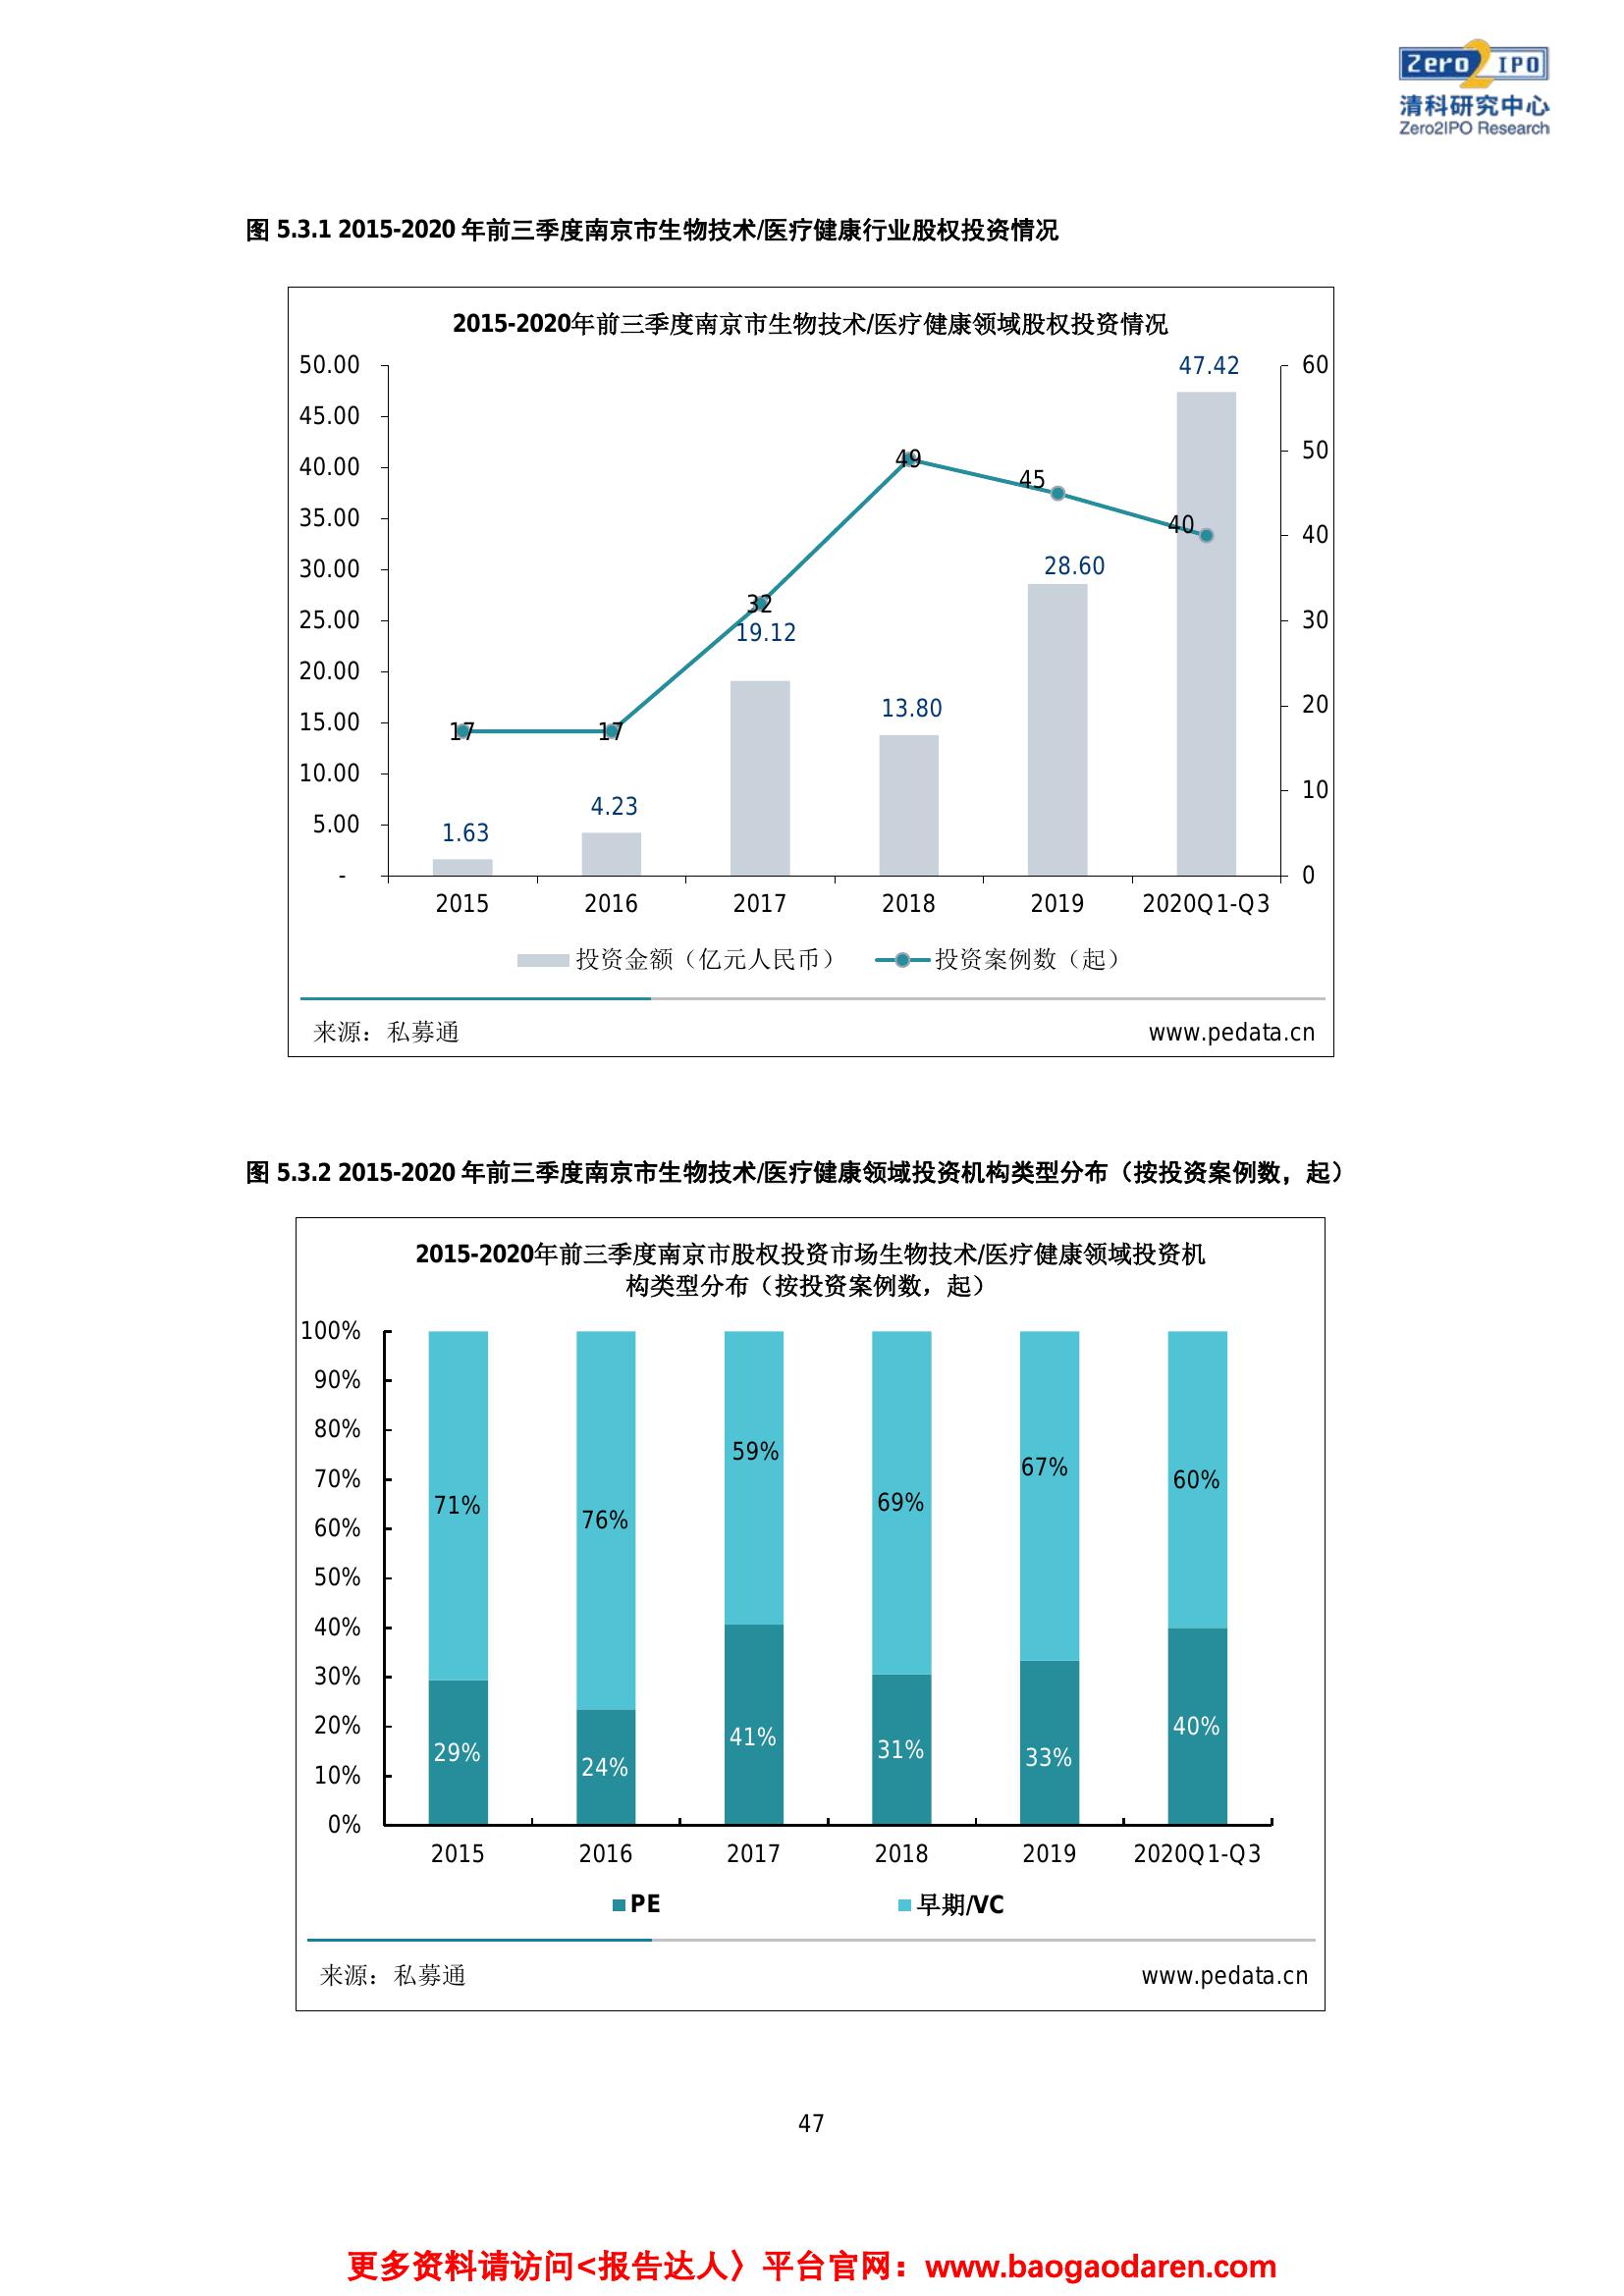 Zero2IPO
清科研究中心
Zero2IPO Research
图 5.3.1 2015-2020 年前三季度南京市生物技术/医疗健康行业股权投资情况
2015-2020年前三季度南京市生物技术/医疗健康领域股权投资情况
50.00
45.00
40.00
35.00
30.00
25.00
20.00
15.00
10.00
5.00
-
60
50
40
30
20
10
0
1.63
4.23
19.12
13.80
28.60
47.42
17
17
32
49
45
40
2015 2016 2017 2018 2019 2020Q1-Q3
投资金额（亿元人民币） 投资案例数（起）
来源：私募通 www.pedata.cn
图 5.3.2 2015-2020 年前三季度南京市生物技术/医疗健康领域投资机构类型分布（按投资案例数，起）
2015-2020年前三季度南京市股权投资市场生物技术/医疗健康领域投资机
构类型分布（按投资案例数，起）
100%
90%
80%
70%
60%
50%
40%
30%
20%
10%
0%
71% 76% 59% 69% 67% 60%
29% 24% 41% 31% 33% 40%
2015 2016 2017 2018 2019 2020Q1-Q3
PE 早期/VC
来源：私募通 www.pedata.cn
47
更多资料请访问<报告达人〉平台官网：www.baogaodaren.com